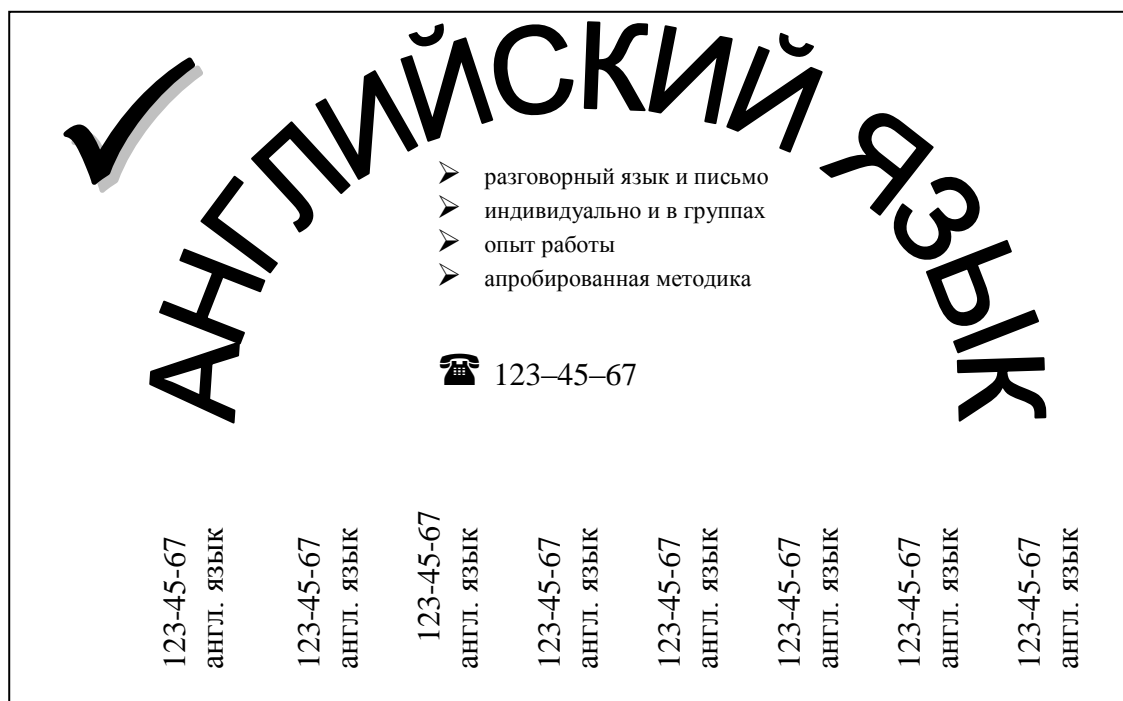 АНГЛИЙСКИЙ ЯЗЫК
разговорный язык и письмо
индивидуально и в группах
опыт работы
апробированная методика
123–45–67
123-45-67
англ. язык
123-45-67
англ. язык
123-45-67
англ. язык
123-45-67
англ. язык
123-45-67
англ. язык
123-45-67
англ. язык
123-45-67
англ. язык
123-45-67
англ. язык